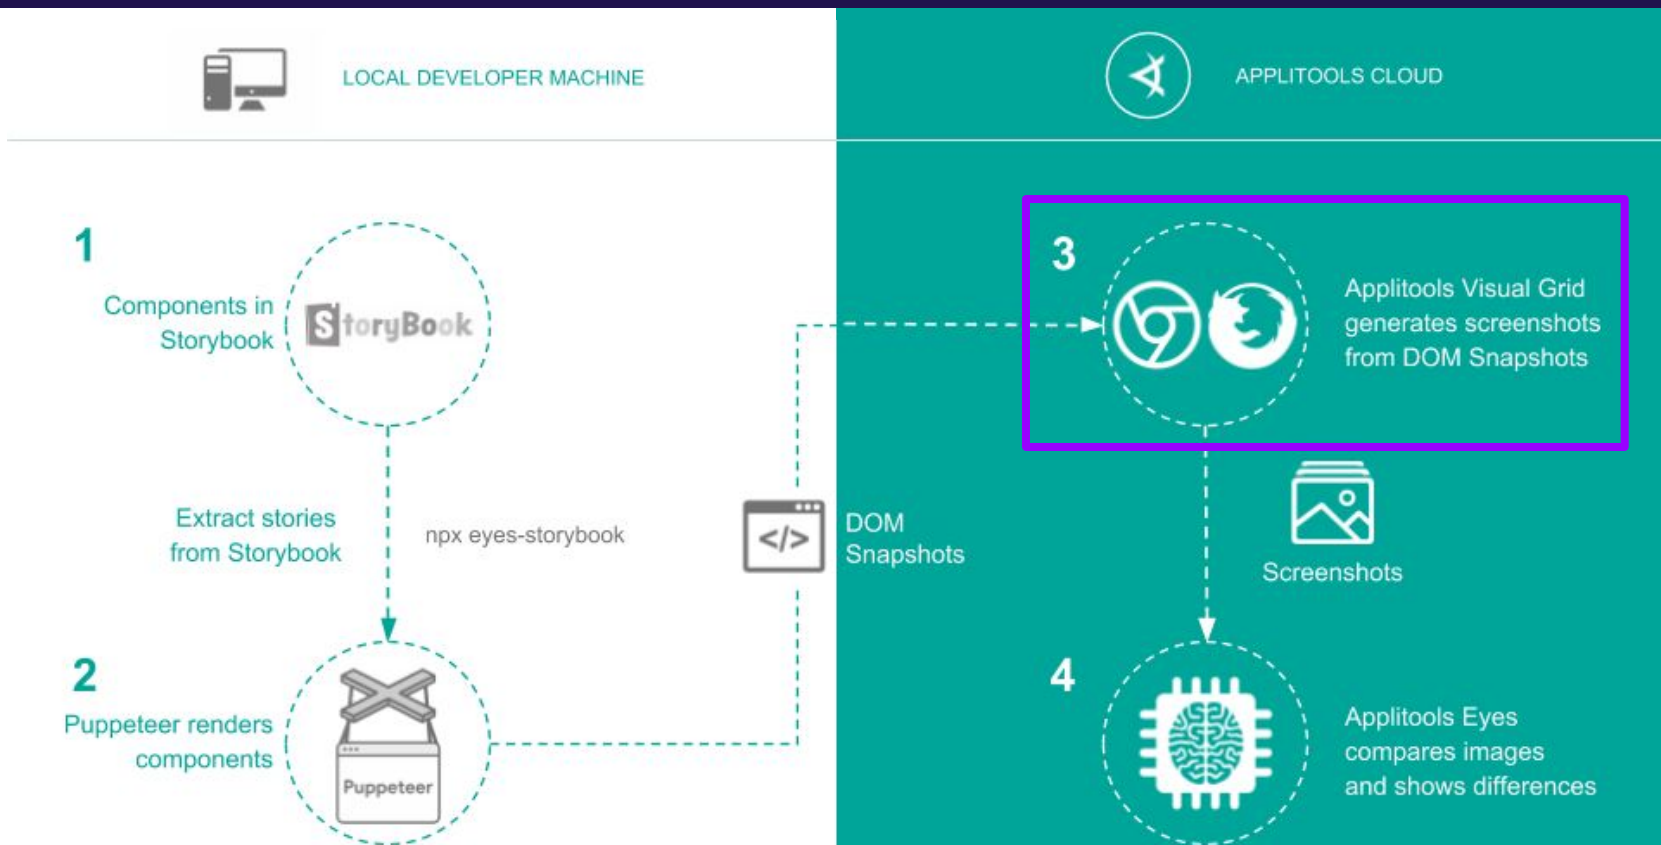 LOCAL DEVELOPER MACHINE
APPLITOOLS CLOUD
1
Components in
Storybook
StoryBook
3
Applitools Visual Grid
generates screenshots
from DOM Snapshots
Extract stories
from Storybook
npx eyes-storybook
</>
DOM
Snapshots
Screenshots
2
Puppeteer renders
components
Puppeteer
4
Applitools Eyes
compares images
and shows differences